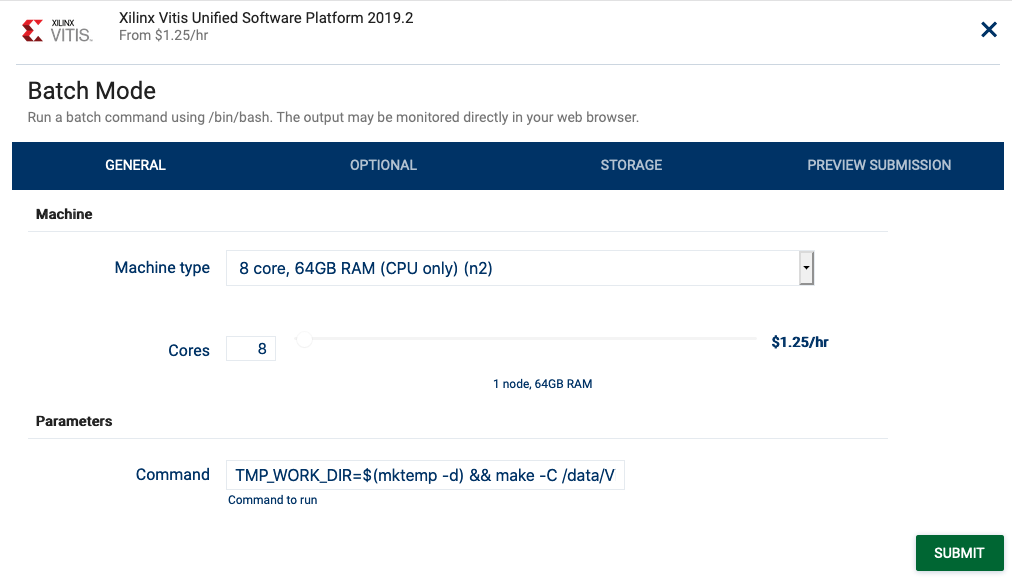 XILINX
VITIS.
Xilinx Vitis Unified Software Platform 2019.2
From $1.25/hr
Batch Mode
Run a batch command using /bin/bash. The output may be monitored directly in your web browser.
GENERAL OPTIONAL STORAGE PREVIEW SUBMISSION
Machine
Machine type 8 core, 64GB RAM (CPU only) (n2)
Cores 8 $1.25/hr
1 node, 64GB RAM
Parameters
Command TMP_WORK_DIR=$(mktemp -d) && make -C /data/V
Command to run
SUBMIT